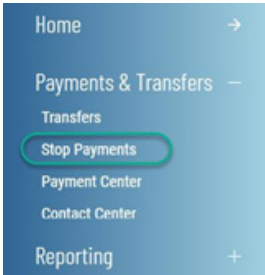 Home
Payments & Transfers
Transfers
Stop Payments
Payment Center
Contact Center
Reporting